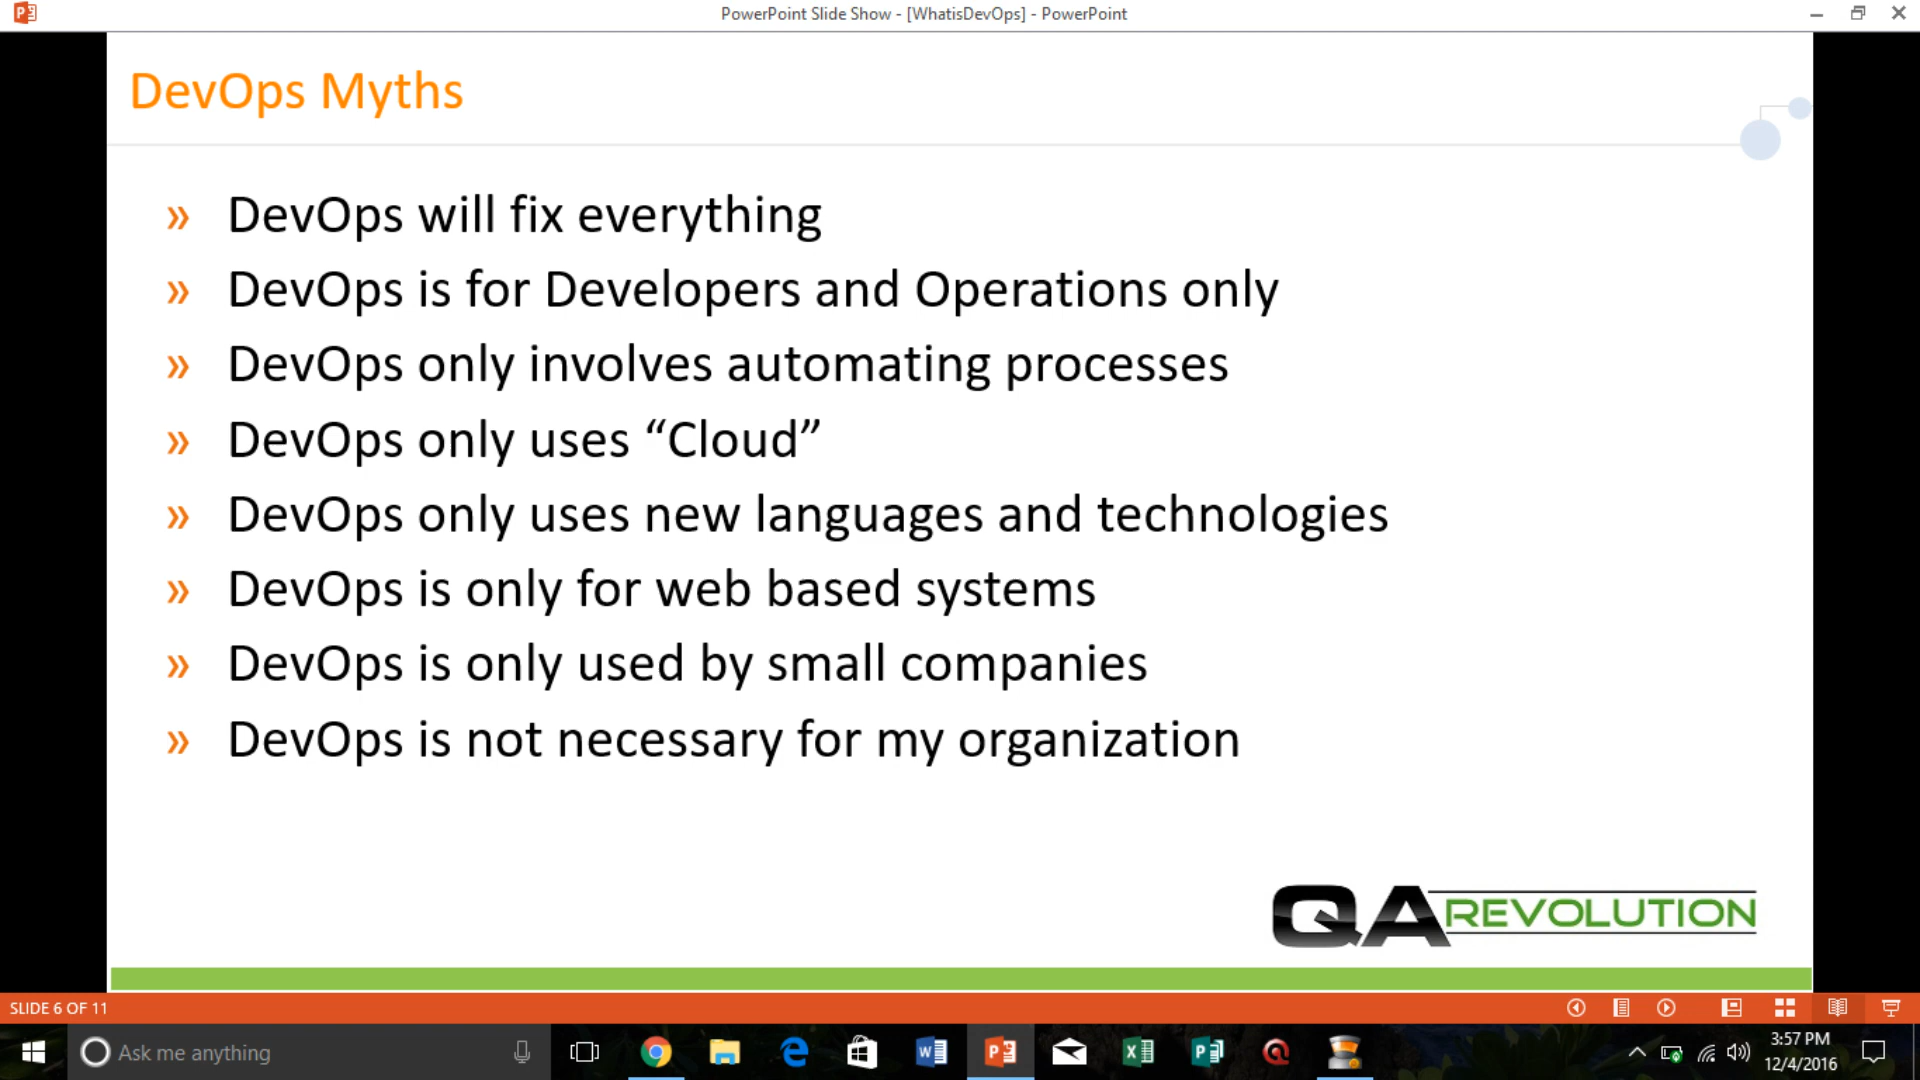 PowerPoint Slide Show - [WhatisDevOps] - PowerPoint
DevOps Myths
» DevOps will fix everything
» DevOps is for Developers and Operations only
» DevOps only involves automating processes
» DevOps only uses “Cloud”
» DevOps only uses new languages and technologies
» DevOps is only for web based systems
» DevOps is only used by small companies
» DevOps is not necessary for my organization
QA REVOLUTION
SLIDE 6 OF 11
Ask me anything
3:57 PM
12/4/2016